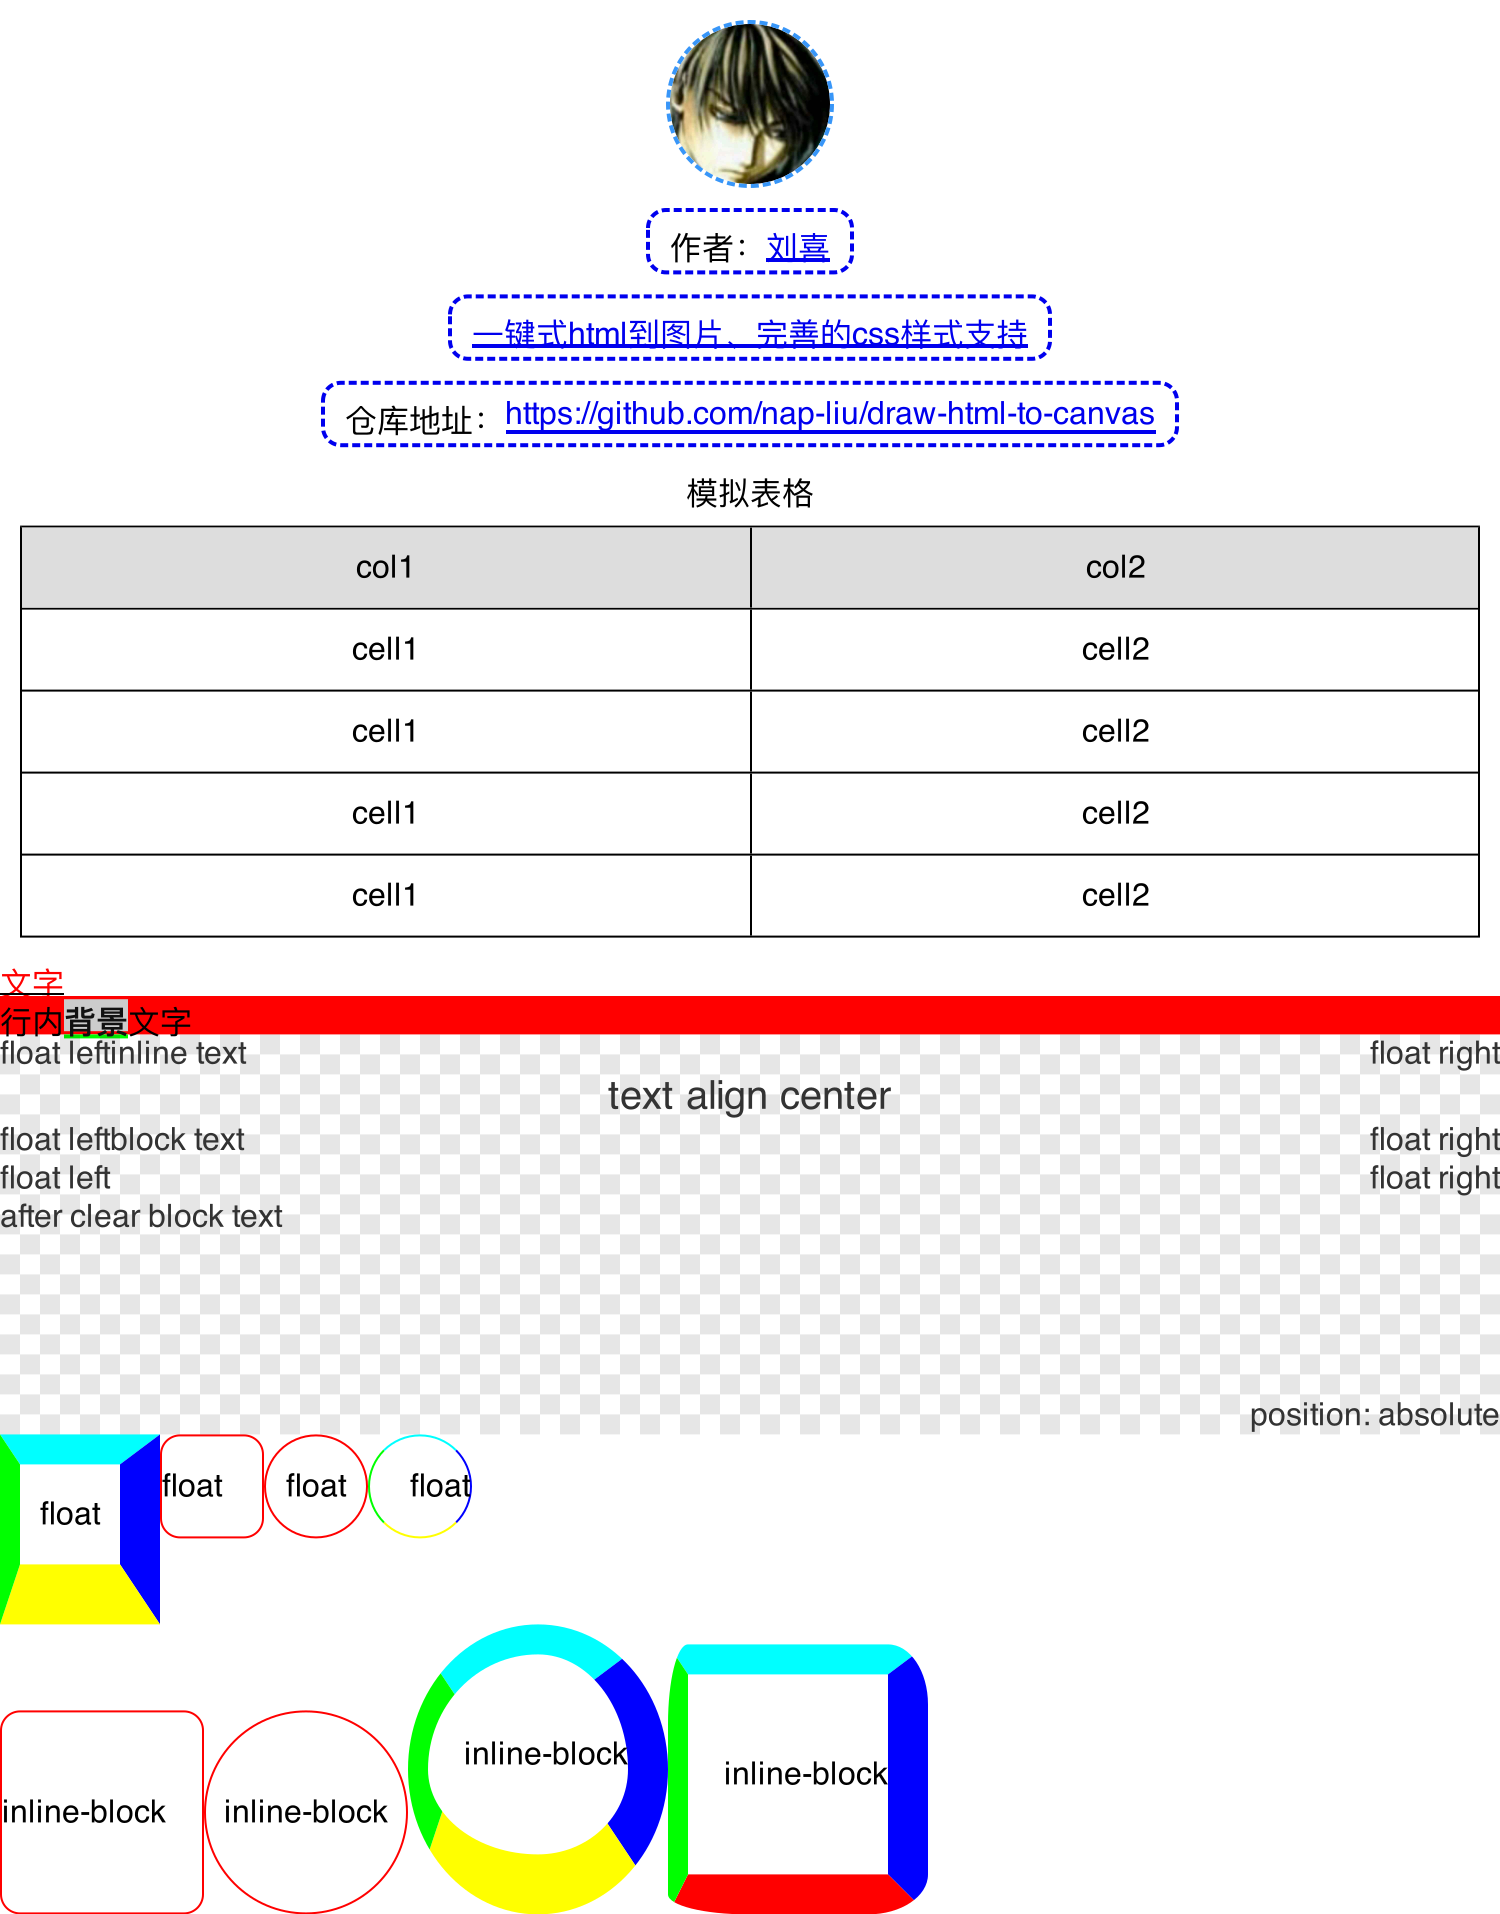 作者：刘喜
一键式html到图片、完善的css样式支持
仓库地址：https://github.com/nap-liu/draw-html-to-canvas
模拟表格
col1 col2
cell1 cell2
cell1 cell2
cell1 cell2
cell1 cell2
文字
行内背景文字
float leftinline text float right
text align center
float leftblock text float right
float left float right
after clear block text
position: absolute
float float float float
inline-block inline-block inline-block inline-block